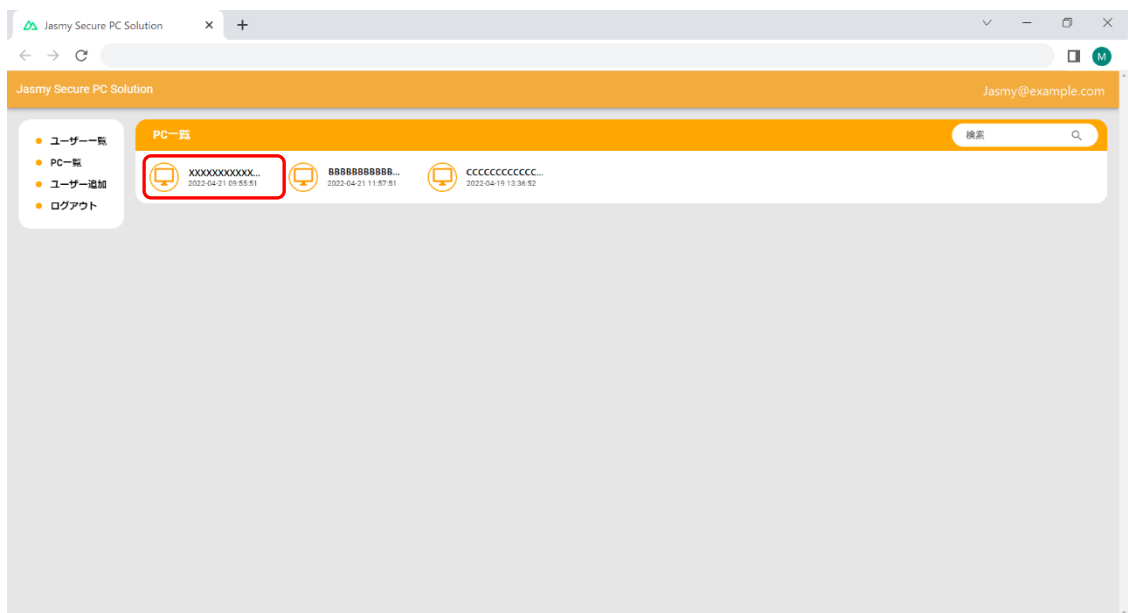 Jasmy Secure PC Solution
M
Jasmy Secure PC Solution
Jasmy@example.com
ユーザー一覧
PC一覧
ユーザー追加
ログアウト
PC一覧
検索
XXXXXXXXXXX...
2022-04-21 09:55:51
BBBBBBBBBBB...
2022-04-21 11:57:51
CCCCCCCCCCCC...
2022-04-19 13:36:52